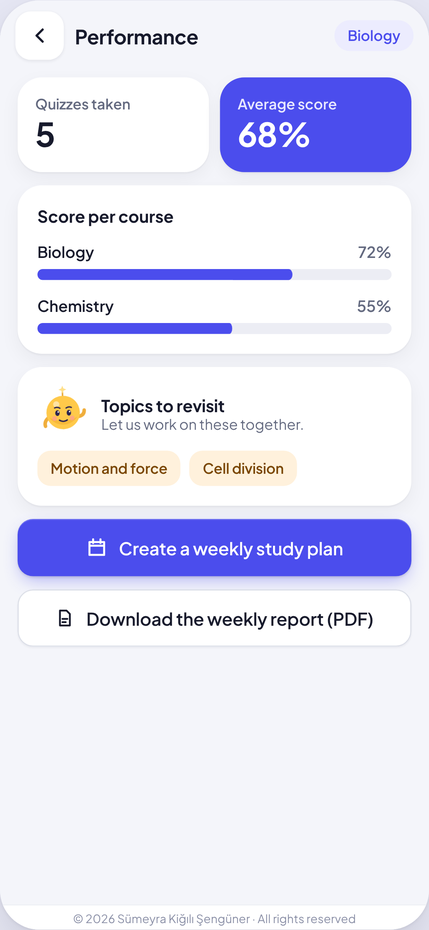 Performance
Biology
Quizzes taken
5
Average score
68%
Score per course
Biology
72%
Chemistry
55%
Topics to revisit
Let us work on these together.
Motion and force
Cell division
Create a weekly study plan
Download the weekly report (PDF)
© 2026 Sümeyra Kığılı Şengüner · All rights reserved